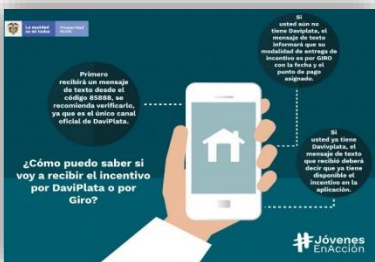 La equidad
es de todos
Prosperidad
Social
Primero
recibirá un mensaje
de texto desde el
código 85888, se
recomienda verificarlo,
ya que es el único canal
oficial de DaviPlata.
¿Cómo puedo saber si
voy a recibir el incentivo
por DaviPlata o por
Giro?
Si
usted aún no
tiene Daviplata, el
mensaje de texto
informará que su
modalidad de entrega de
incentivo es por GIRO
con la fecha y el
punto de pago
asignado.
Si
usted ya tiene
Daviplata, el
mensaje de texto
que recibió deberá
decir que ya tiene
disponible el
incentivo en la
aplicación.
#Jóvenes
EnAcción